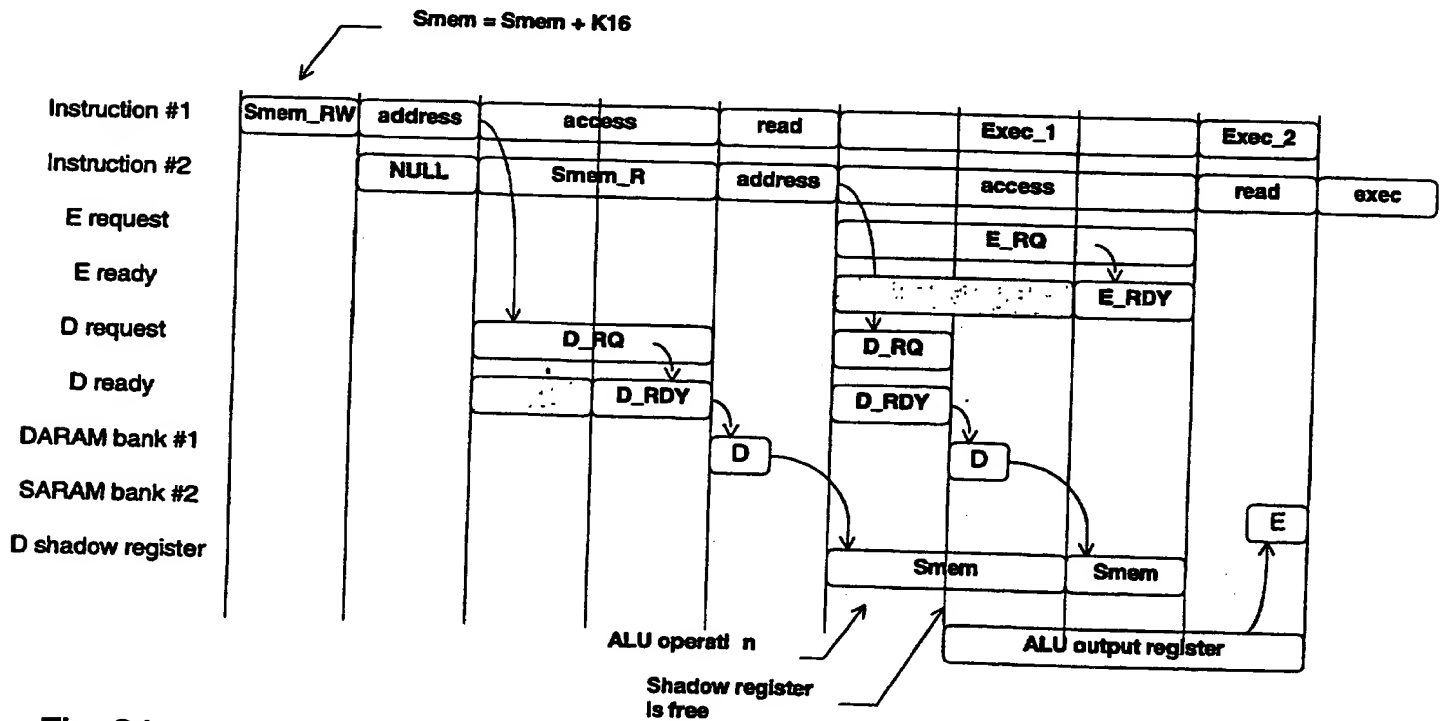 Smem = Smem + K16
Instruction #1 Smem_RW address access read Exec_1 Exec_2
Instruction #2 NULL Smem_R address access read exec
E request E_RQ
E ready E_RDY
D request D_RQ D_RQ
D ready D_RDY D_RDY
DARAM bank #1 D D
SARAM bank #2 E
D shadow register Smem Smem
ALU operati n ALU output register
Shadow register
is free